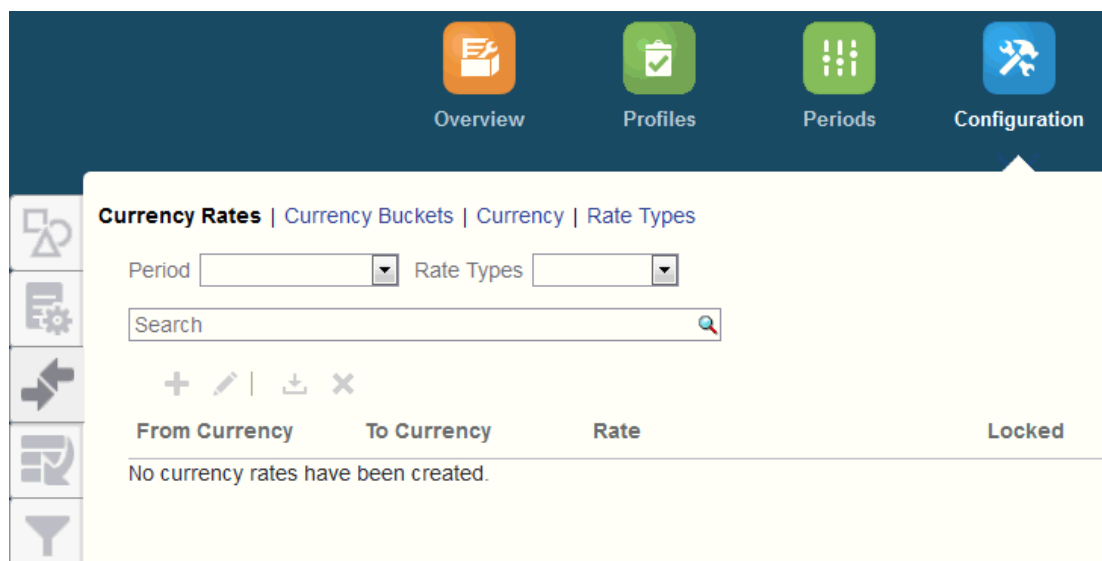 Overview Profiles Periods Configuration
Currency Rates | Currency Buckets | Currency | Rate Types
Period Rate Types
Search
From Currency To Currency Rate Locked
No currency rates have been created.